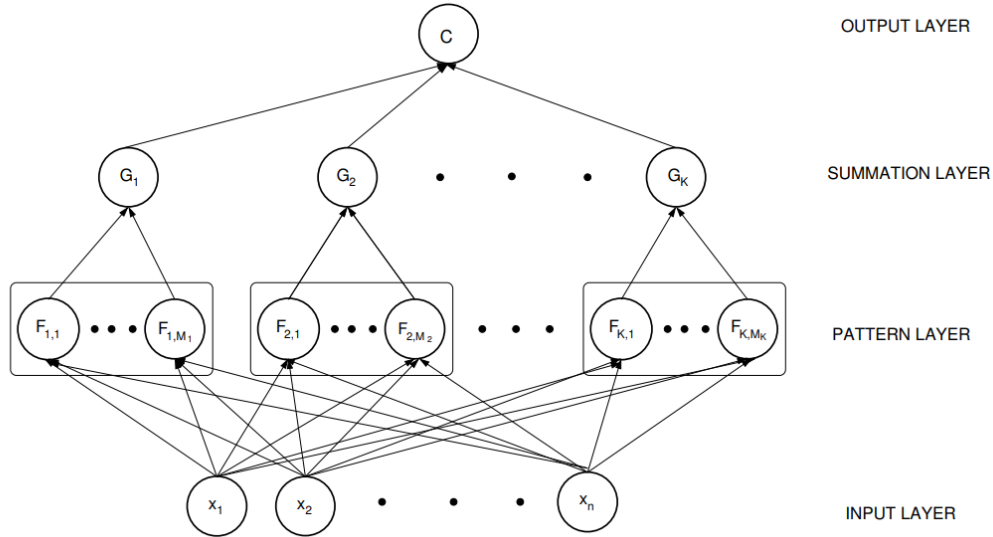 C OUTPUT LAYER
G1 G2 • • • GK SUMMATION LAYER
F1,1 •••• F1,M1 F2,1 •••• F2,M2 • • • FK,1 •••• FK,MK PATTERN LAYER
x1 x2 • • • xn INPUT LAYER